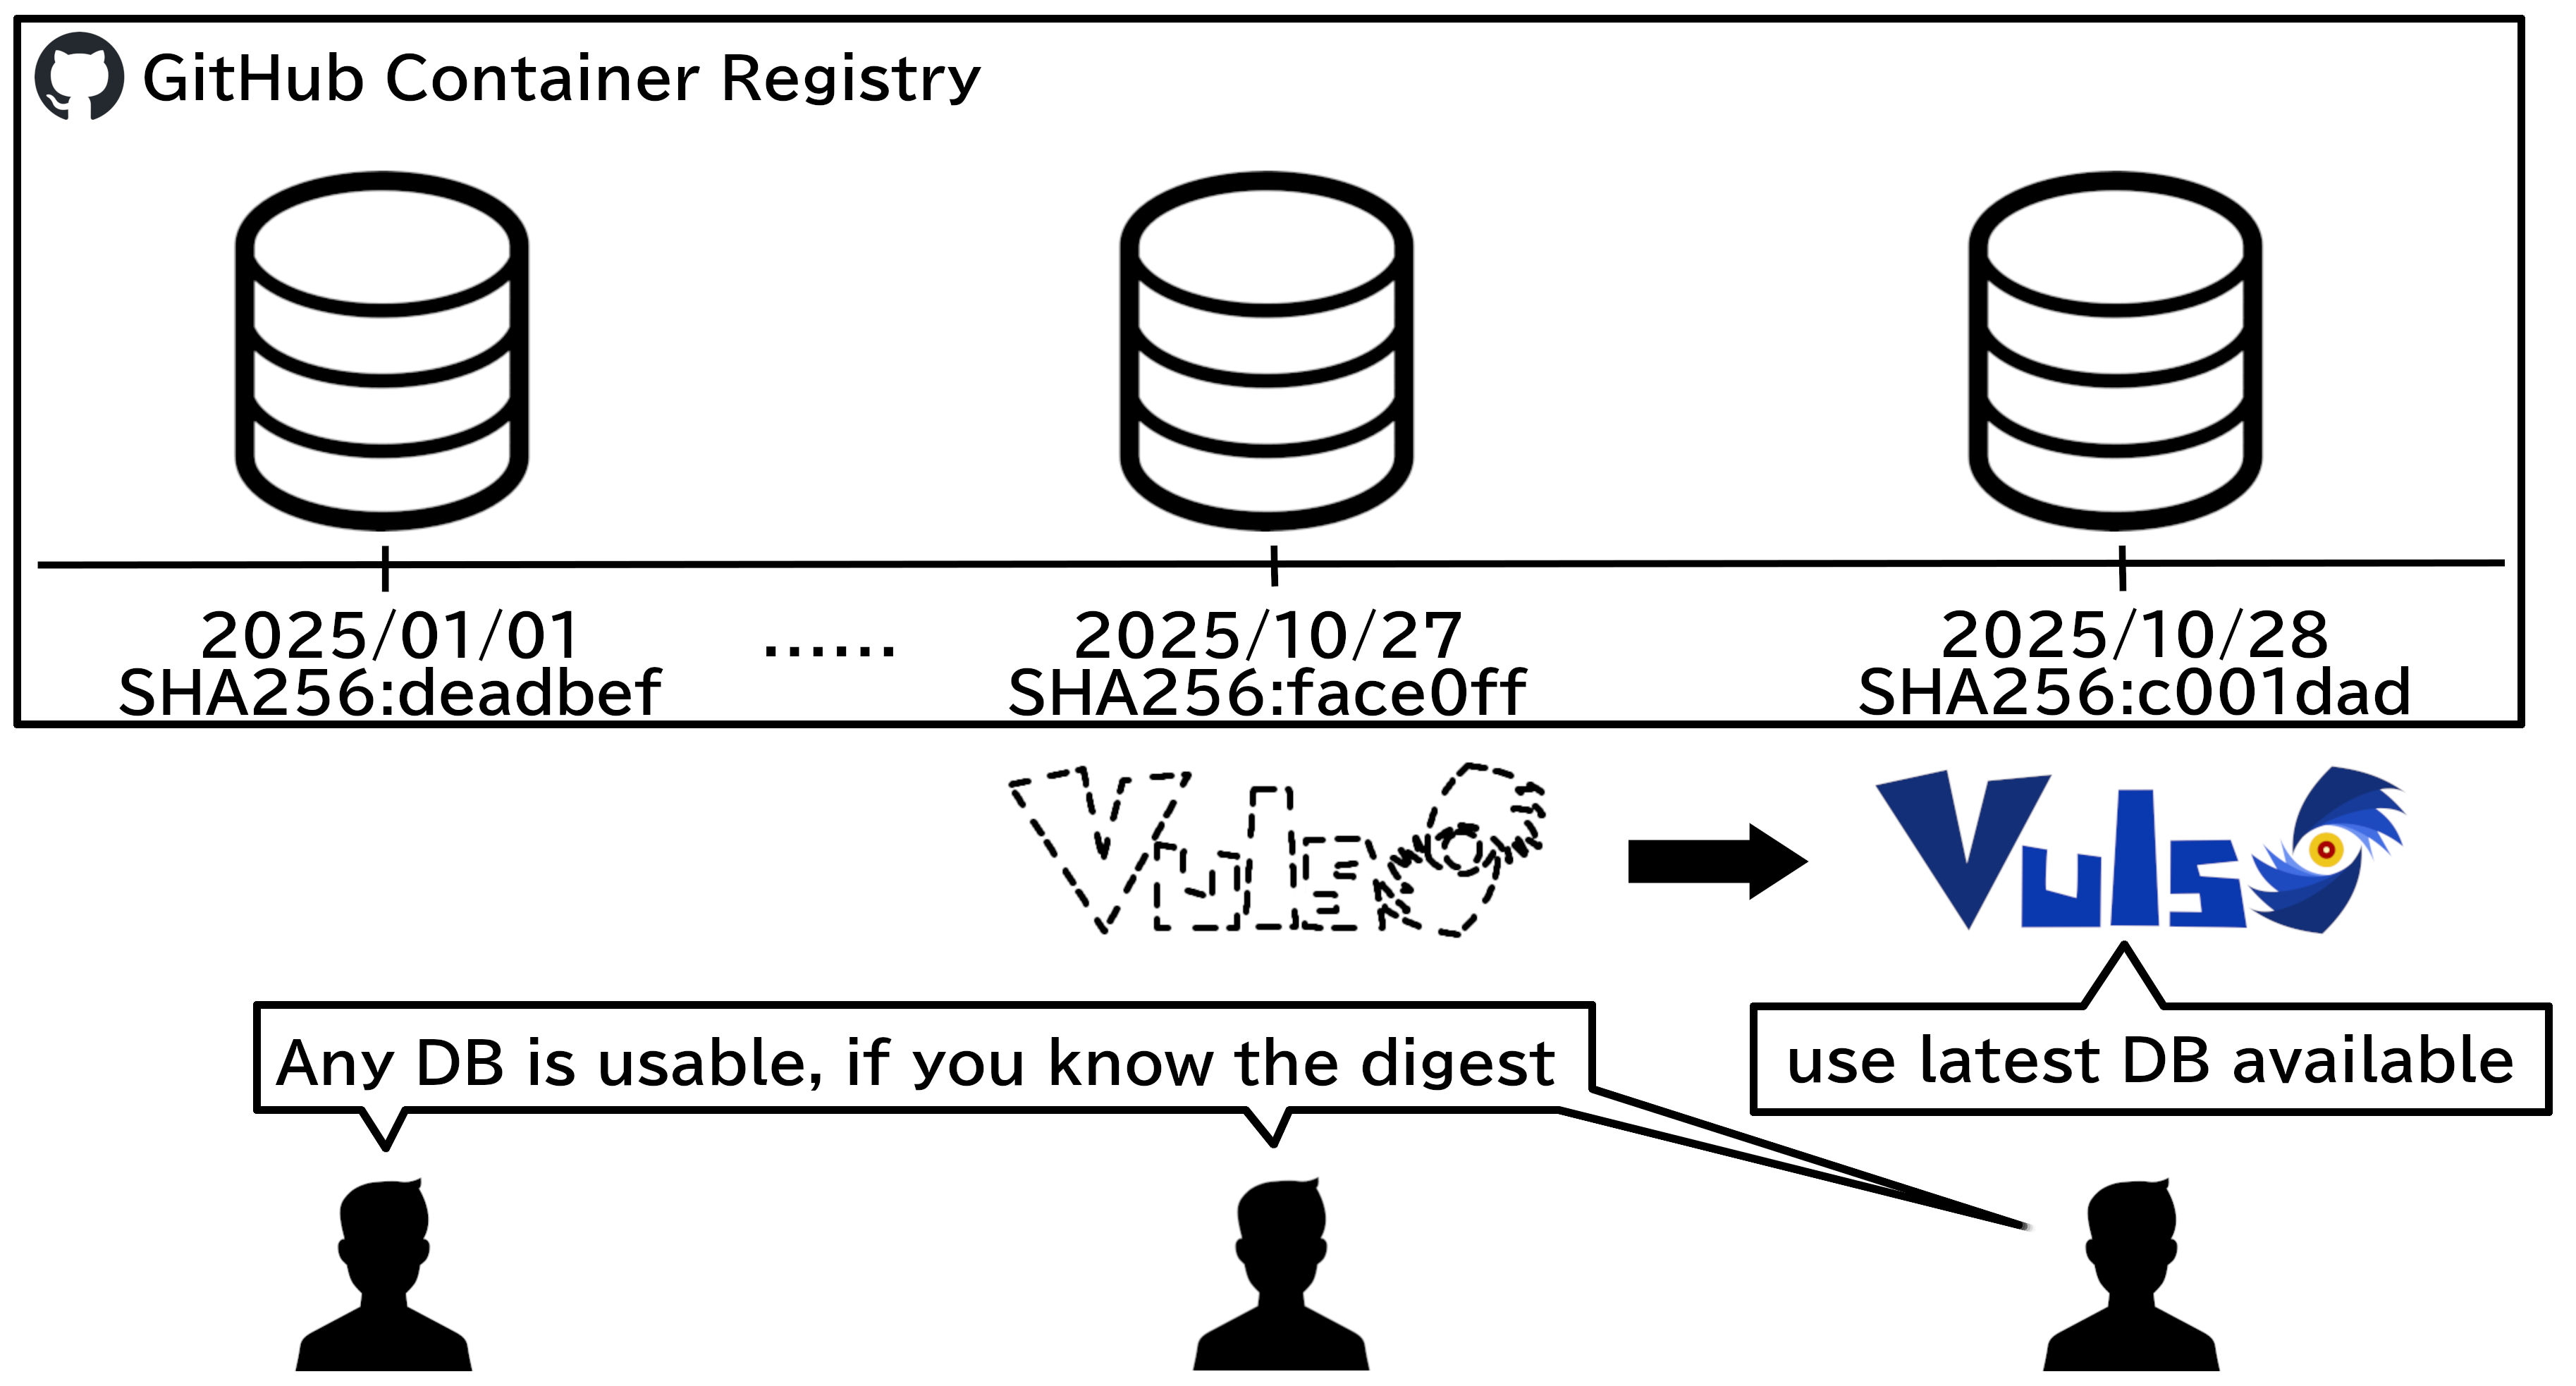 GitHub Container Registry
2025/01/01
SHA256:deadbef
......
2025/10/27
SHA256:face0ff
2025/10/28
SHA256:c001dad
Vuls
Vuls
Any DB is usable, if you know the digest
use latest DB available